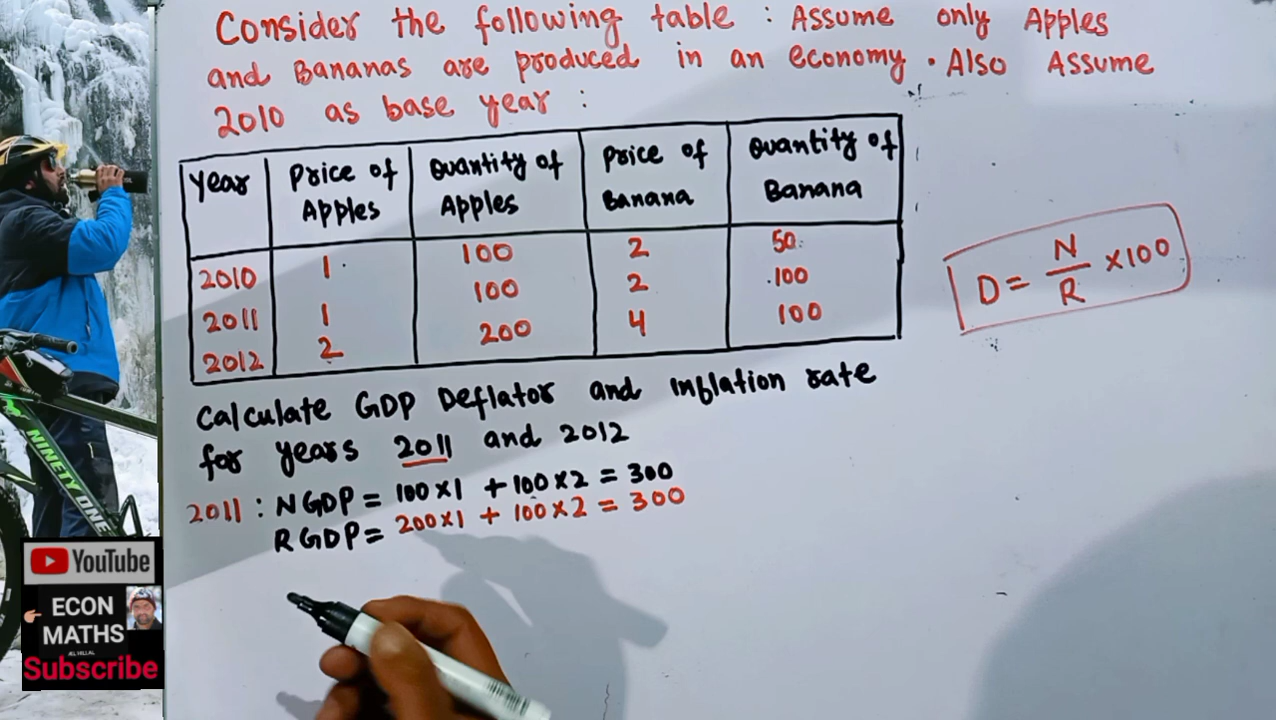 Consider the following table : Assume only Apples
and Bananas are produced in an economy . Also Assume
2010 as base year :
Year Price of Apples Quantity of Apples Price of Banana Quantity of Banana
2010 1 100 2 50
2011 1 100 2 100
2012 2 200 4 100
D = N/R ×100
Calculate GDP Deflator and inflation rate
for years 2011 and 2012
2011 : NGDP = 100×1 + 100×2 = 300
RGDP = 200×1 + 100×2 = 300
NINETY ONE
YouTube
ECON
MATHS
Subscribe